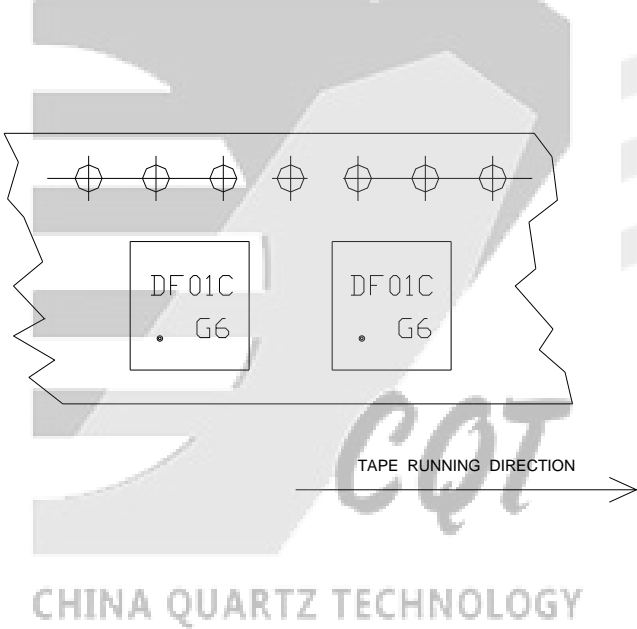 DF01C
G6
DF01C
G6
CQT
TAPE RUNNING DIRECTION
CHINA QUARTZ TECHNOLOGY